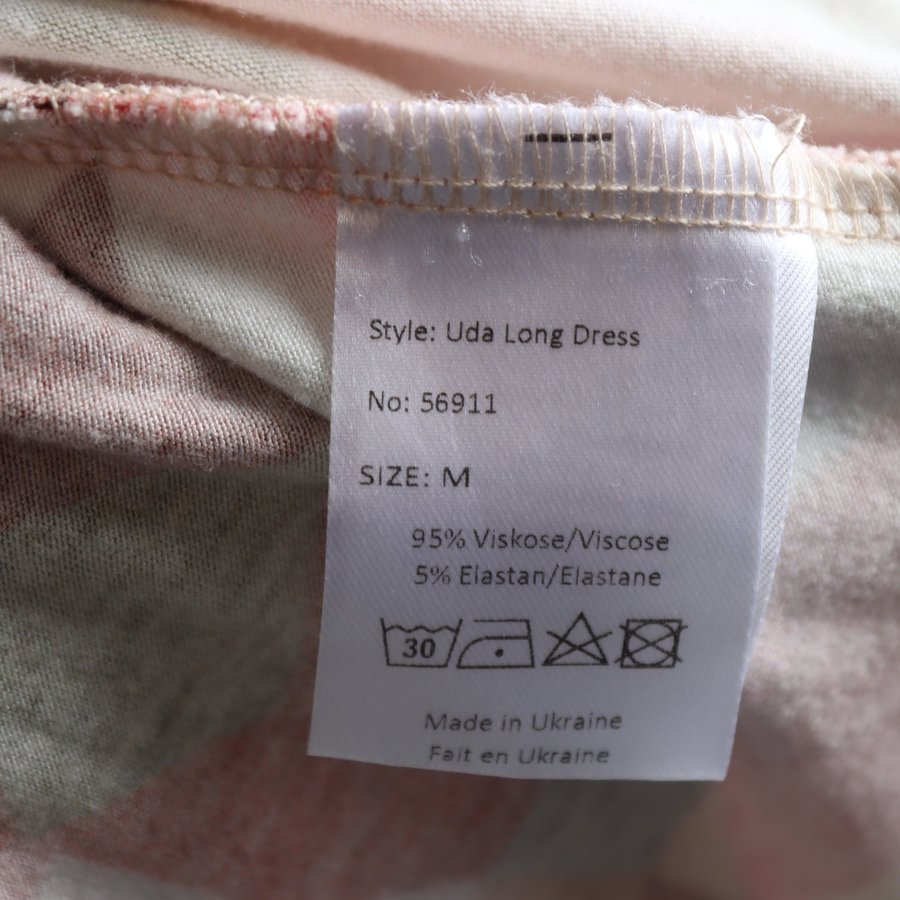 Style: Uda Long Dress
No: 56911
SIZE: M
95% Viskose/Viscose
5% Elastan/Elastane
30
Made in Ukraine
Fait en Ukraine